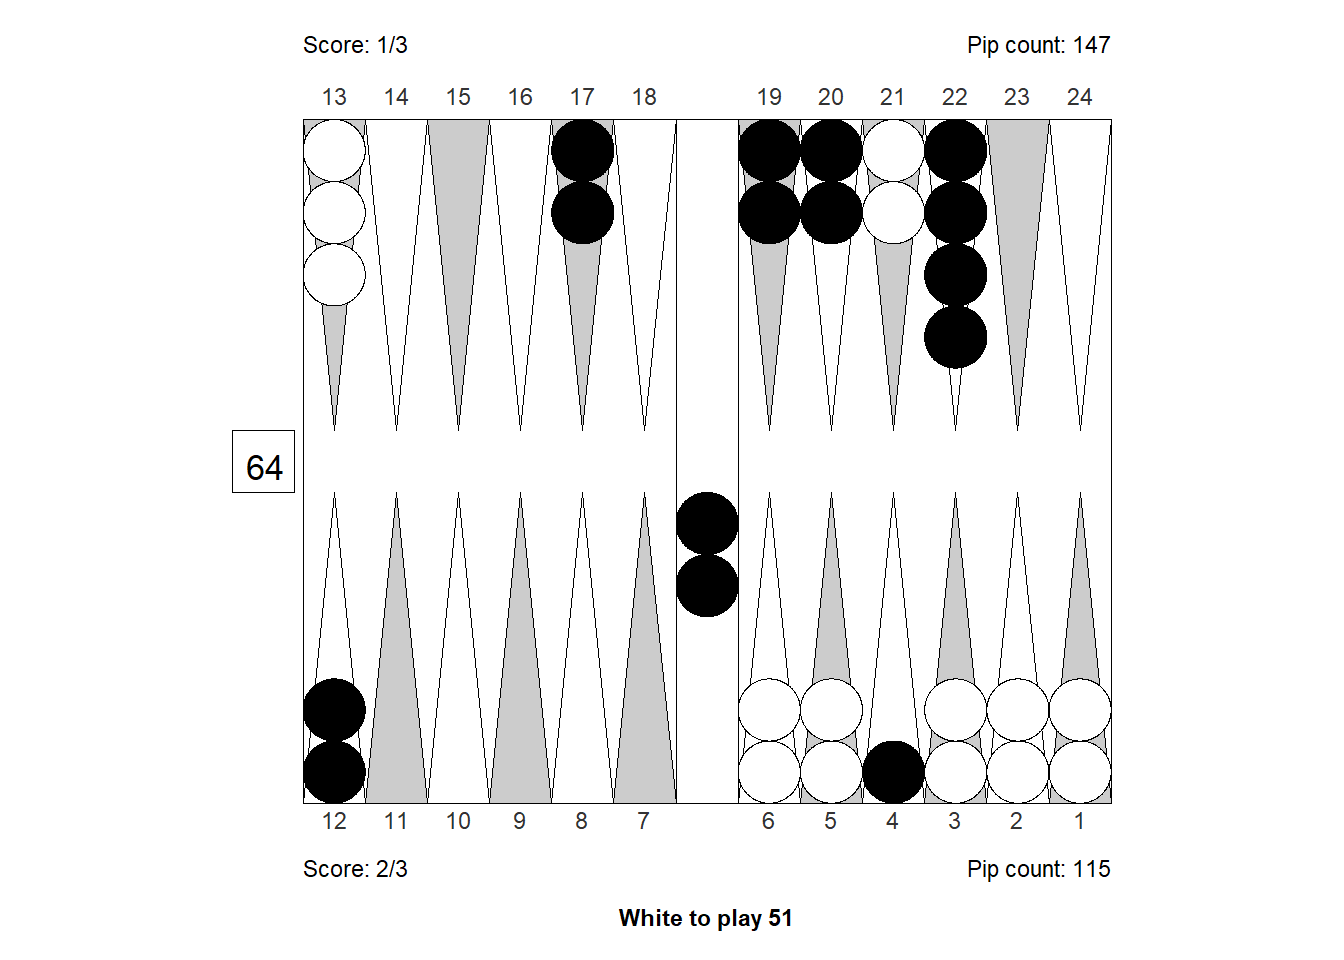 Score: 1/3 Pip count: 147
13 14 15 16 17 18 19 20 21 22 23 24
64
12 11 10 9 8 7 6 5 4 3 2 1
Score: 2/3 Pip count: 115
White to play 51